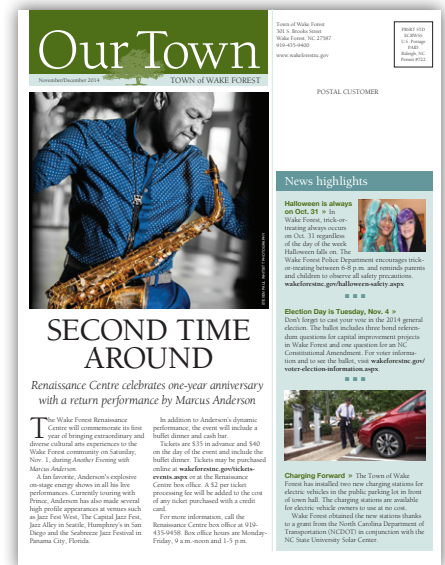 Our Town
November/December 2014
TOWN of WAKE FOREST
STEVEN PAUL WHITSITT PHOTOGRAPHY
SECOND TIME
AROUND
Renaissance Centre celebrates one-year anniversary
with a return performance by Marcus Anderson
The Wake Forest Renaissance
Centre will commemorate its first
year of bringing extraordinary and
diverse cultural arts experiences to the
Wake Forest community on Saturday,
Nov. 1, during Another Evening with
Marcus Anderson.
A fan favorite, Anderson's explosive
on-stage energy shows in all his live
performances. Currently touring with
Prince, Anderson has also made several
high profile appearances at venues such
as Jazz Fest West, The Capital Jazz Fest,
Jazz Alley in Seattle, Humphrey's in San
Diego and the Seabreeze Jazz Festival in
Panama City, Florida.
In addition to Anderson's dynamic
performance, the event will include a
buffet dinner and cash bar.
Tickets are $35 in advance and $40
on the day of the event and include the
buffet dinner. Tickets may be purchased
online at wakeforestnc.gov/tickets-
events.aspx or at the Renaissance
Centre box office. A $2 per ticket
processing fee will be added to the cost
of any ticket purchased with a credit
card.
For more information, call the
Renaissance Centre box office at 919-
435-9458. Box office hours are Monday-
Friday, 9 a.m.-noon and 1-5 p.m.
Town of Wake Forest
301 S. Brooks Street
Wake Forest, NC 27587
919-435-9400
www.wakeforestnc.gov
PRSRT STD
ECRWSS
U.S. Postage
PAID
Raleigh, NC
Permit #522
POSTAL CUSTOMER
News highlights
Halloween is always
on Oct. 31 » In
Wake Forest, trick-or-
treating always occurs
on Oct. 31 regardless
of the day of the week
Halloween falls on. The
Wake Forest Police Department encourages trick-
or-treating between 6-8 p.m. and reminds parents
and children to observe all safety precautions.
wakeforestnc.gov/halloween-safety.aspx
Election Day is Tuesday, Nov. 4 »
Don't forget to cast your vote in the 2014 general
election. The ballot includes three bond referen-
dum questions for capital improvement projects
in Wake Forest and one question for an NC
Constitutional Amendment. For voter informa-
tion and to see the ballot, visit wakeforestnc.gov/
voter-election-information.aspx.
Charging Forward » The Town of Wake
Forest has installed two new charging stations for
electric vehicles in the public parking lot in front
of town hall. The charging stations are available
for electric vehicle owners to use at no cost.
Wake Forest obtained the new stations thanks
to a grant from the North Carolina Department of
Transportation (NCDOT) in conjunction with the
NC State University Solar Center.